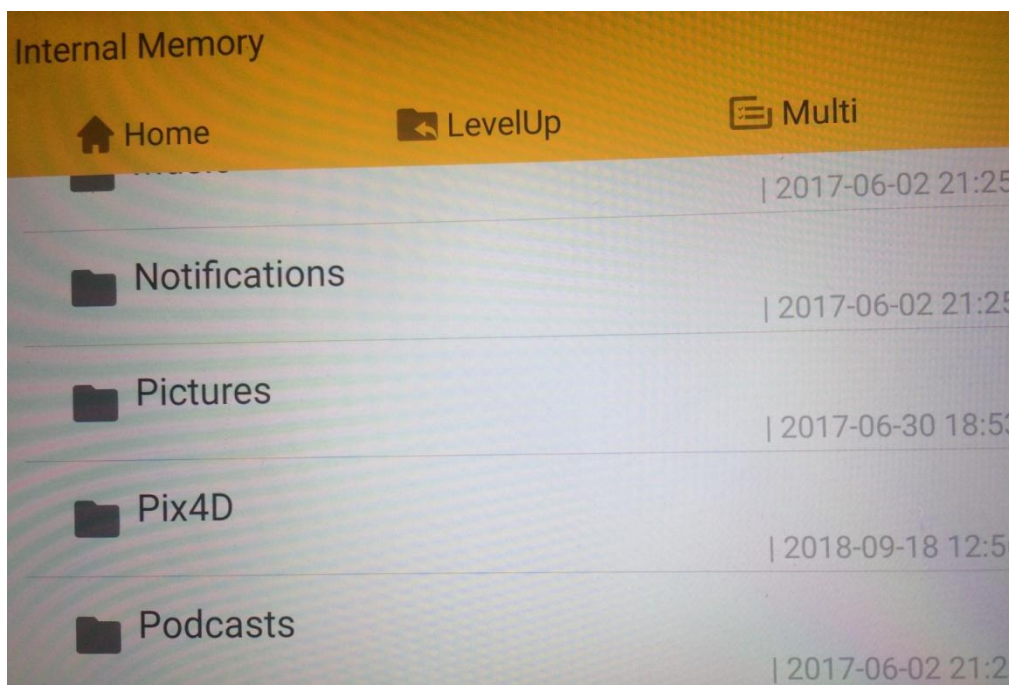 Internal Memory
Home LevelUp Multi
| 2017-06-02 21:25
Notifications
| 2017-06-02 21:25
Pictures
| 2017-06-30 18:53
Pix4D
| 2018-09-18 12:5
Podcasts
| 2017-06-02 21:2